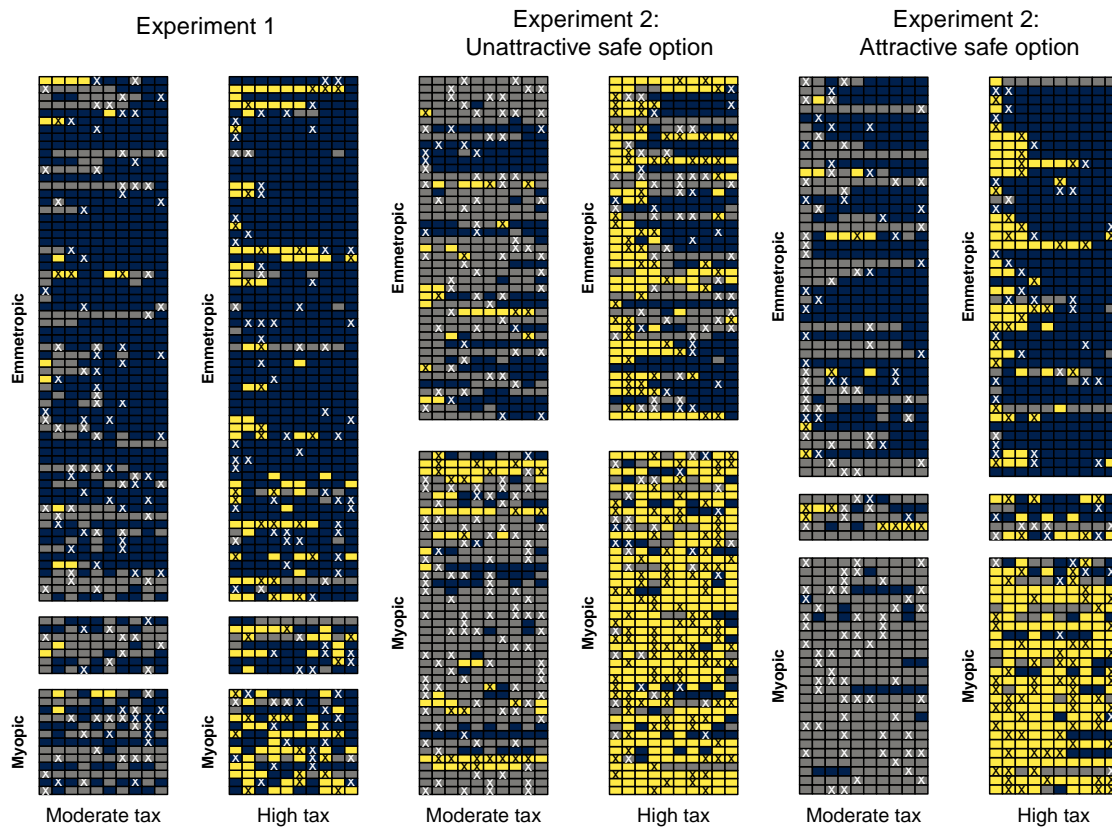 Experiment 1
Experiment 2:
Unattractive safe option
Experiment 2:
Attractive safe option
Emmetropic
Emmetropic
Emmetropic
Emmetropic
Emmetropic
Emmetropic
Myopic
Myopic
Myopic
Myopic
Myopic
Myopic
Moderate tax
High tax
Moderate tax
High tax
Moderate tax
High tax